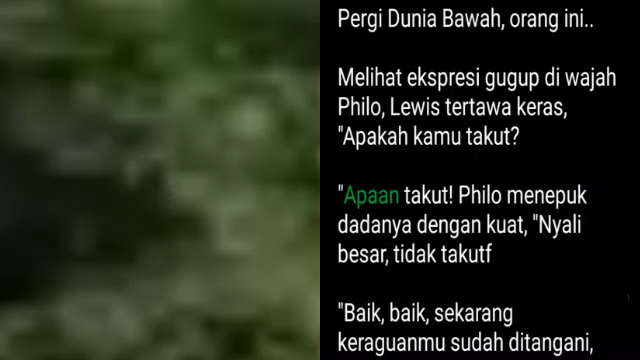 Pergi Dunia Bawah, orang ini..
Melihat ekspresi gugup di wajah
Philo, Lewis tertawa keras,
"Apakah kamu takut?
"Apaan takut! Philo menepuk
dadanya dengan kuat, "Nyali
besar, tidak takutf
"Baik, baik, sekarang
keraguanmu sudah ditangani,